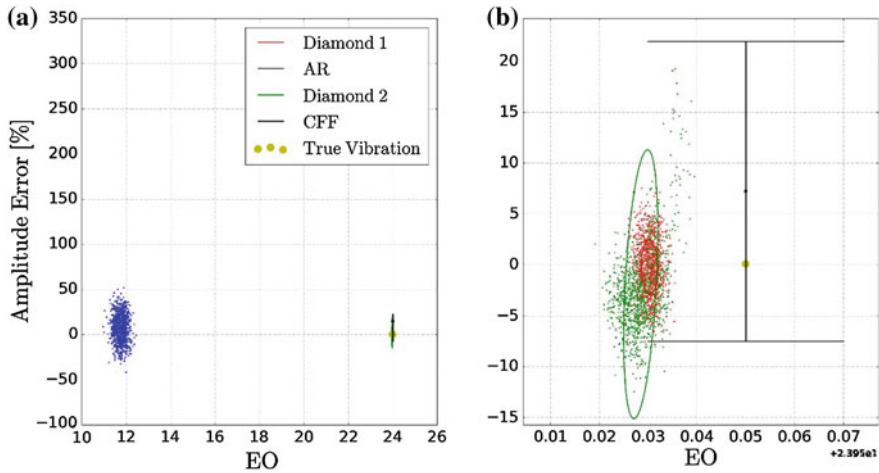 (a)
350
300
250
200
150
100
50
0
−50
−100
Amplitude Error [%]
10 12 14 16 18 20 22 24 26
EO
Diamond 1
AR
Diamond 2
CFF
True Vibration
(b)
20
15
10
5
0
−5
−10
−15
0.01 0.02 0.03 0.04 0.05 0.06 0.07
EO
+2.395e1